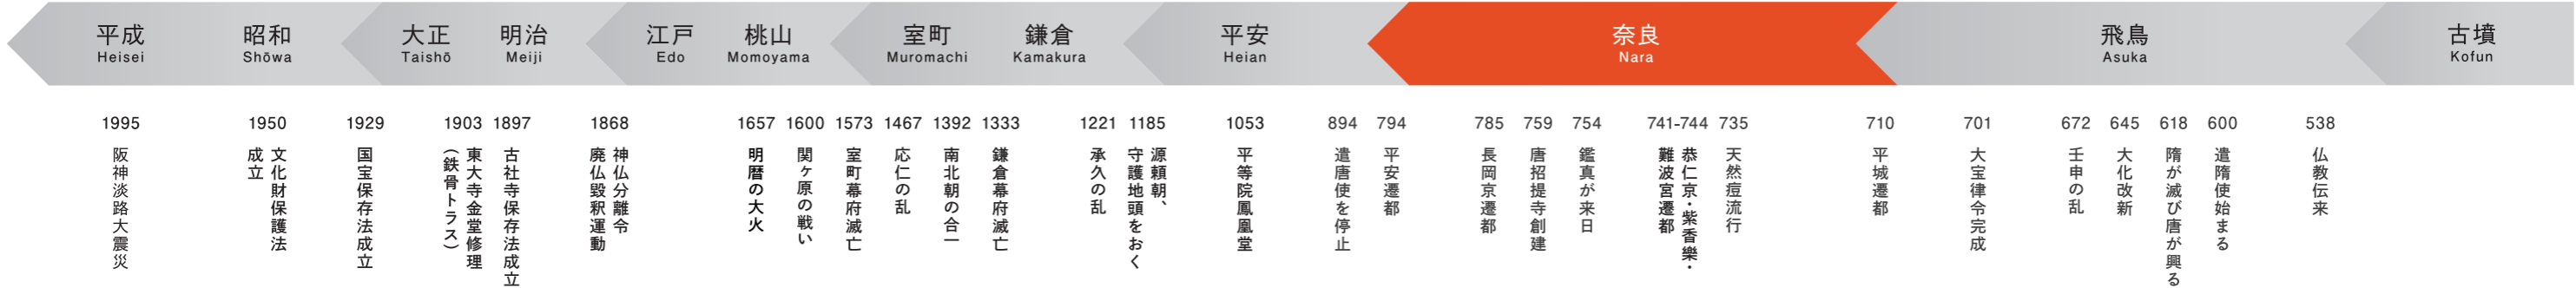 平成
Heisei
昭和
Shōwa
大正
Taishō
明治
Meiji
江戸
Edo
桃山
Momoyama
室町
Muromachi
鎌倉
Kamakura
平安
Heian
奈良
Nara
飛鳥
Asuka
古墳
Kofun
1995
阪神淡路大震災
1950
文化財保護法
成立
1929
国宝保存法成立
1903
東大寺金堂修理
（鉄骨トラス）
1897
古社寺保存法成立
1868
神仏分離令
廃仏毀釈運動
1657
明暦の大火
1600
関ヶ原の戦い
1573
室町幕府滅亡
1467
応仁の乱
1392
南北朝の合一
1333
鎌倉幕府滅亡
1221
承久の乱
1185
源頼朝、
守護地頭をおく
1053
平等院鳳凰堂
894
遣唐使を停止
794
平安遷都
785
長岡京遷都
759
唐招提寺創建
754
鑑真が来日
741-744
恭仁京・紫香樂・
難波宮遷都
735
天然痘流行
710
平城遷都
701
大宝律令完成
672
壬申の乱
645
大化改新
618
隋が滅び唐が興る
600
遣隋使始まる
538
仏教伝来